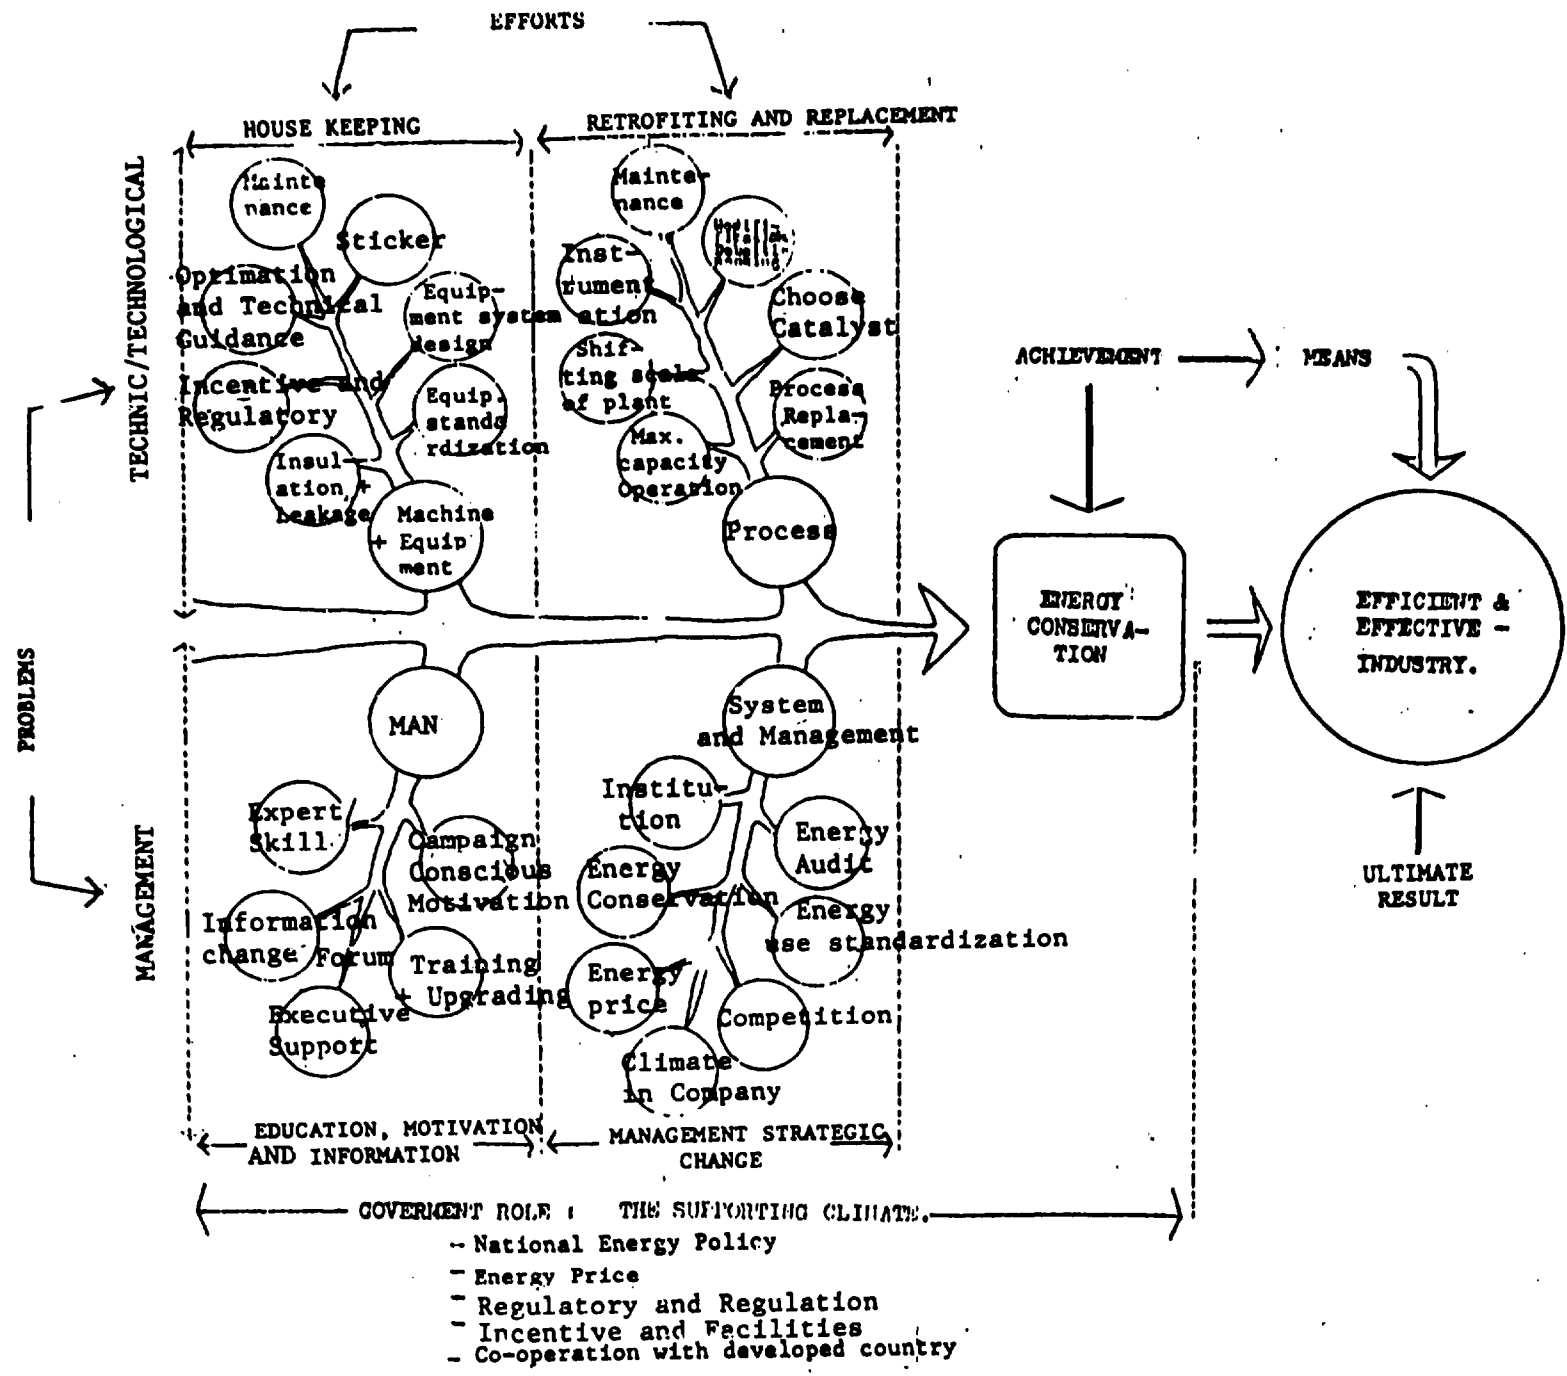 EFFORTS
HOUSE KEEPING
RETROFITING AND REPLACEMENT
TECHNIC/TECHNOLOGICAL
Mainte
nance
Sticker
Optimation
and Technical
Guidance
Equip-
ment system
design
Incentive and
Regulatory
Equip.
standa
rdization
Insul-
ation +
Leakage
Machine
+ Equip
ment
Mainte-
nance
Inst-
rument
ation
Choose
Catalyst
Shif-
ting scale
of plant
Process
Repla-
cement
Max.
capacity
Operation
Process
ACHIEVEMENT
MEANS
ENERGY
CONSERVA-
TION
EFFICIENT &
EFFECTIVE -
INDUSTRY.
ULTIMATE
RESULT
PROBLEMS
MANAGEMENT
MAN
Expert
Skill
Campaign
Conscious
Motivation
Information
change Forum
Training
+ Upgrading
Executive
Support
System
and Management
Institu-
tion
Energy
Audit
Energy
Conservation
Energy
use standardization
Energy
price
Competition
Climate
in Company
EDUCATION, MOTIVATION
AND INFORMATION
MANAGEMENT STRATEGIC
CHANGE
GOVERMENT ROLE : THE SUPPORTING CLIMATE.
- National Energy Policy
- Energy Price
- Regulatory and Regulation
- Incentive and Facilities
- Co-operation with developed country